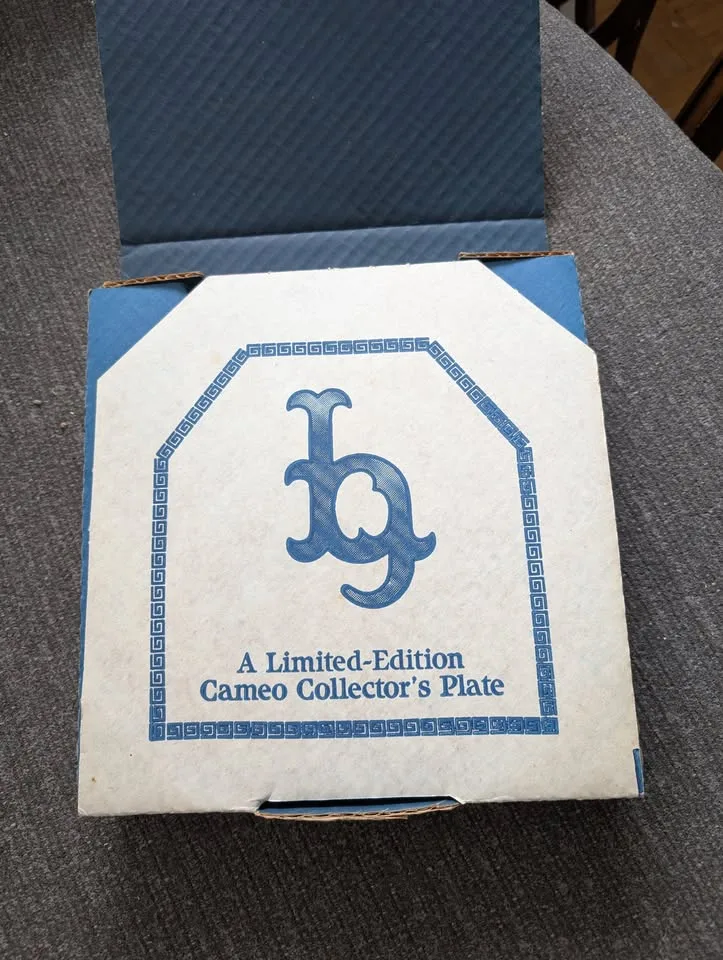 A Limited-Edition
Cameo Collector's Plate